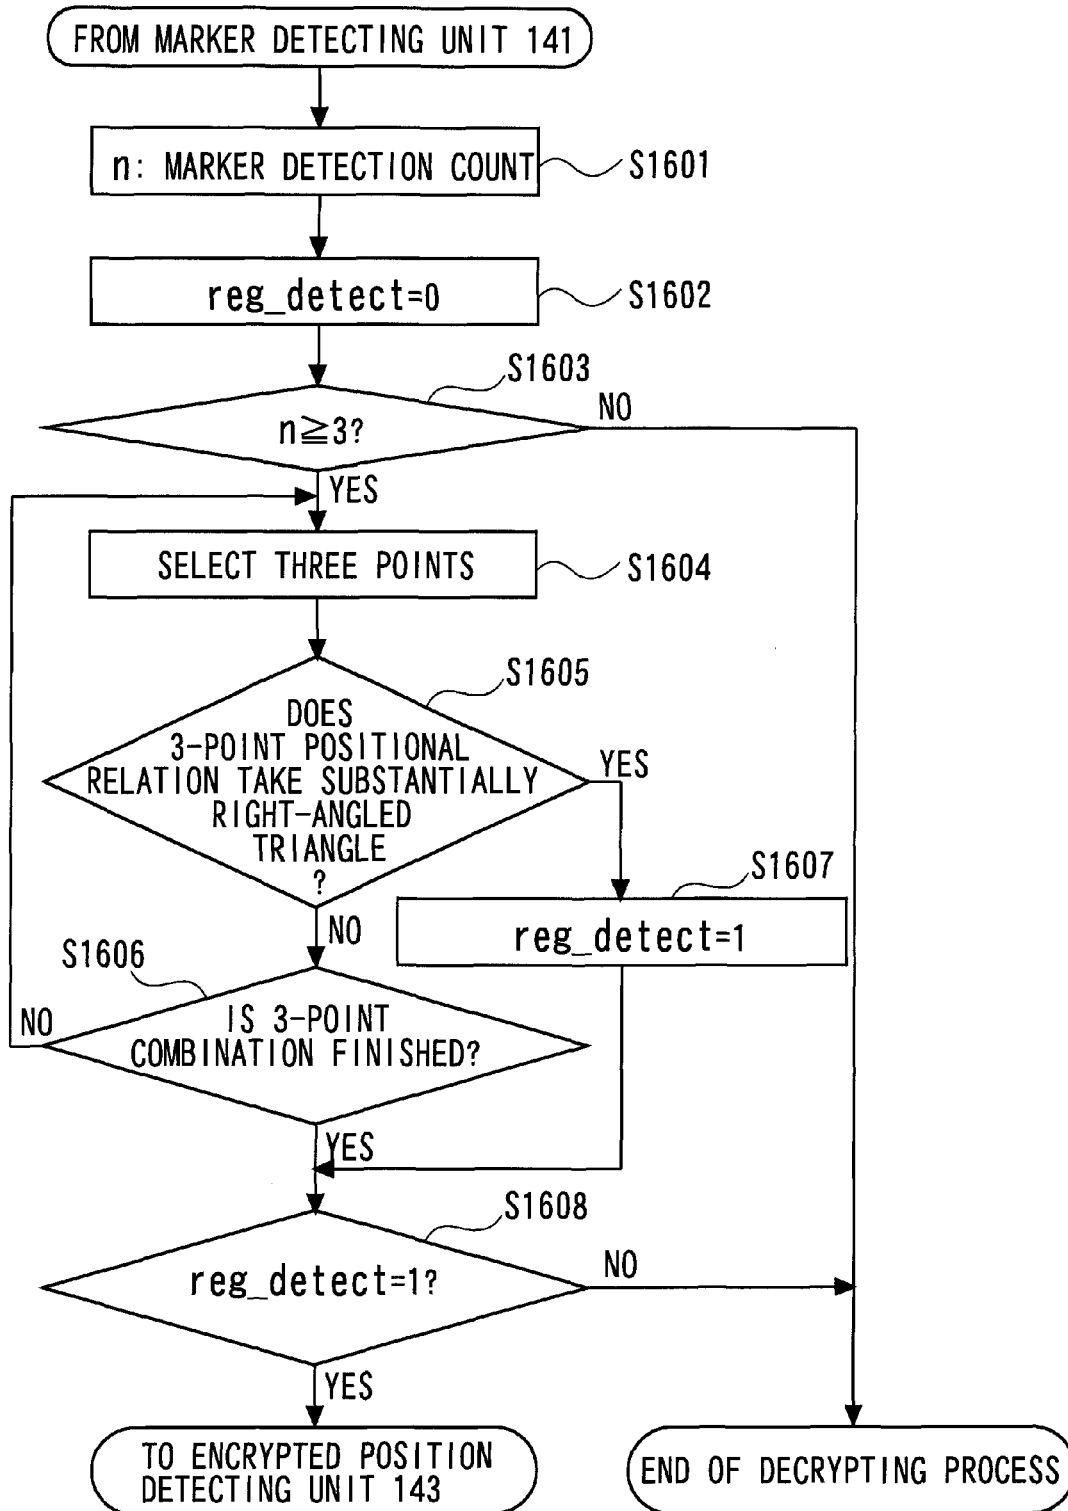 FROM MARKER DETECTING UNIT 141
n: MARKER DETECTION COUNT
S1601
reg_detect=0
S1602
S1603
n≧3?
NO
YES
SELECT THREE POINTS
S1604
S1605
DOES
3-POINT POSITIONAL
RELATION TAKE SUBSTANTIALLY
RIGHT-ANGLED
TRIANGLE
?
YES
NO
S1607
reg_detect=1
S1606
IS 3-POINT
COMBINATION FINISHED?
NO
YES
S1608
reg_detect=1?
NO
YES
TO ENCRYPTED POSITION
DETECTING UNIT 143
END OF DECRYPTING PROCESS